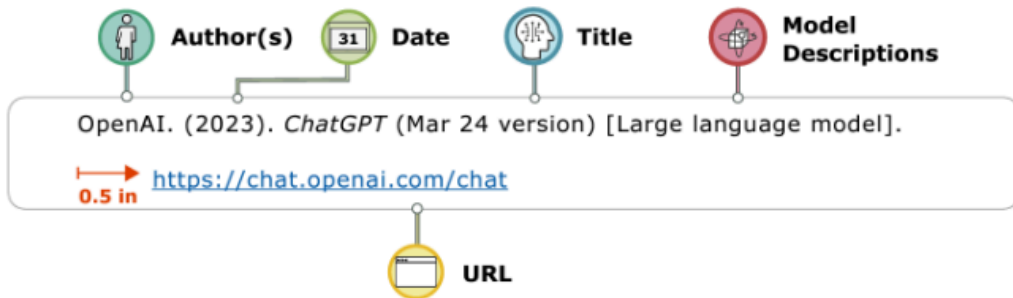 Author(s) 31 Date Title Model
Descriptions
OpenAI. (2023). ChatGPT (Mar 24 version) [Large language model].
0.5 in https://chat.openai.com/chat
URL